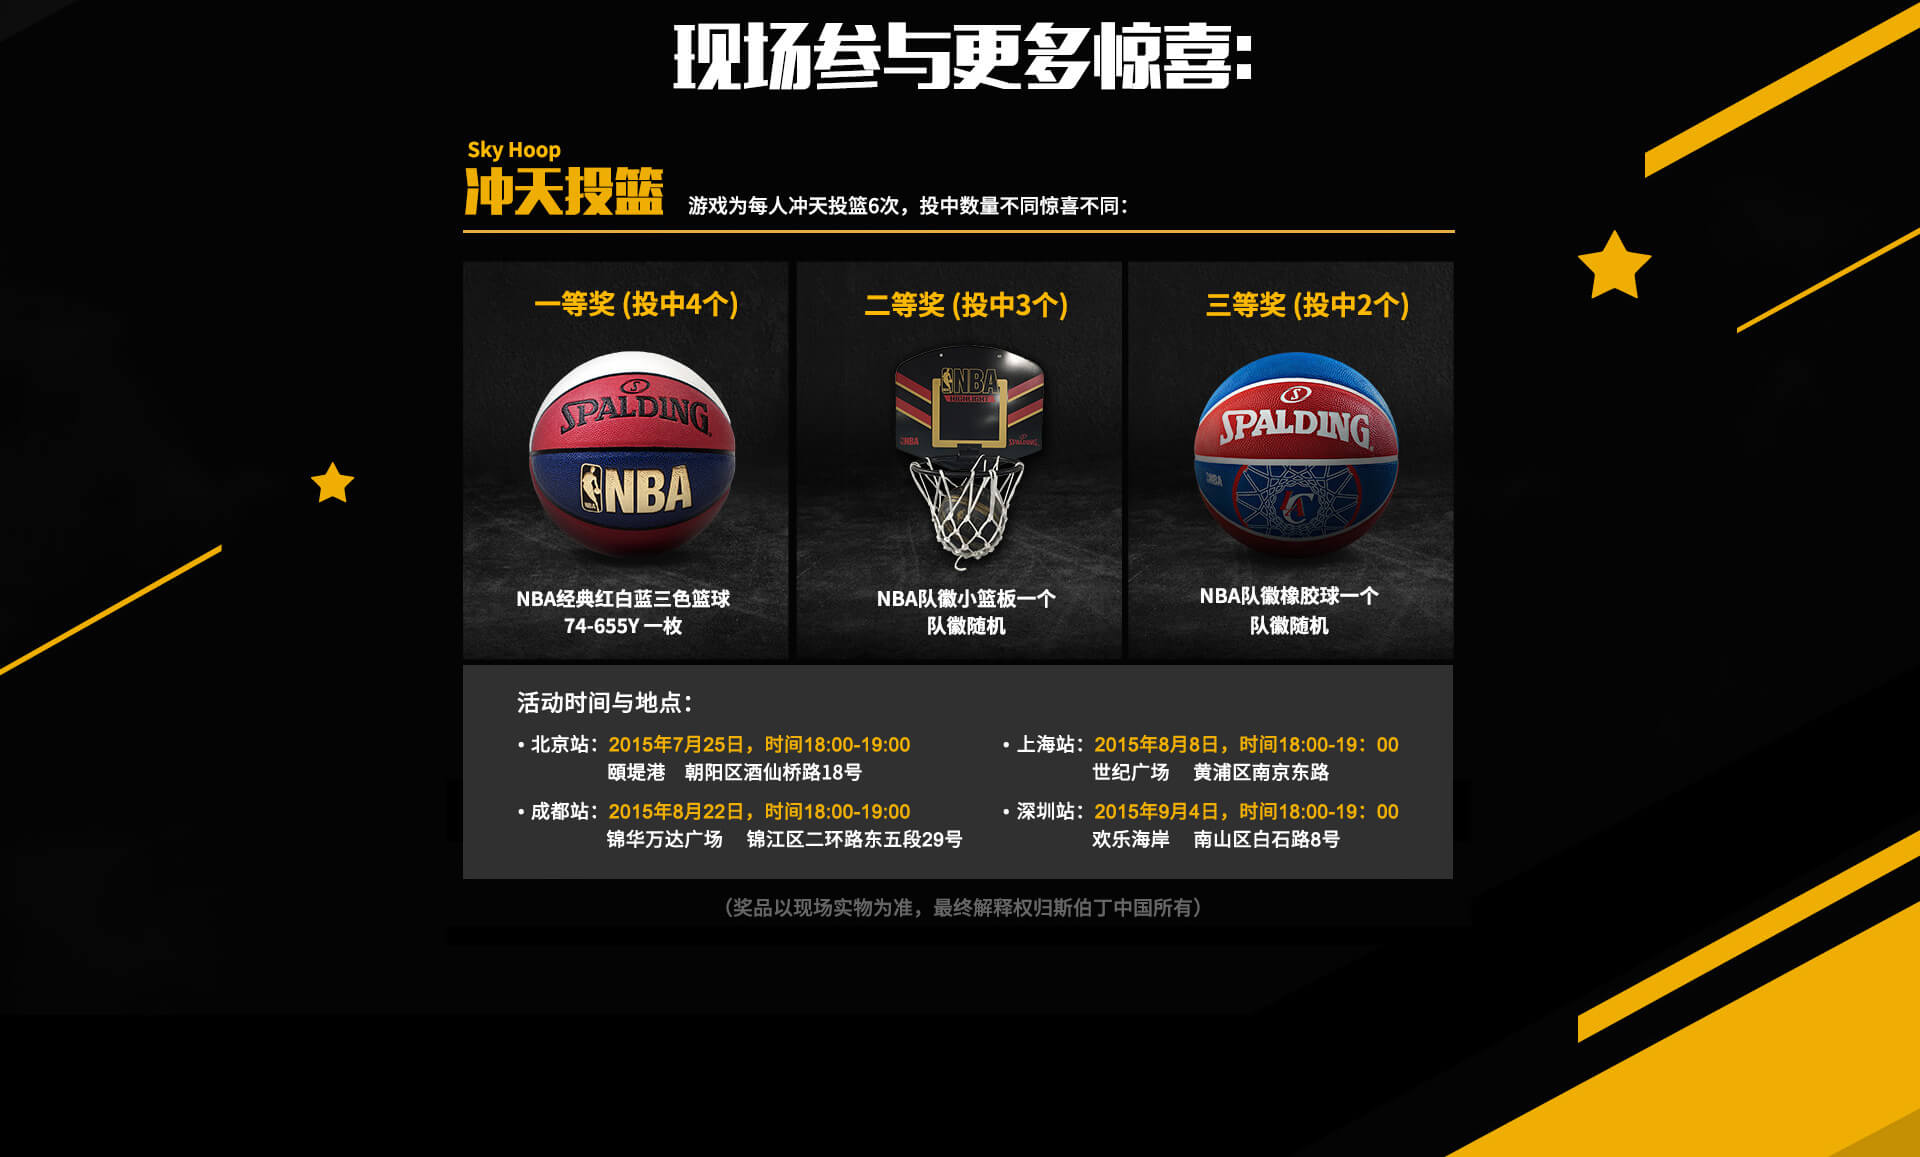 现场参与更多惊喜:
Sky Hoop
冲天投篮
游戏为每人冲天投篮6次，投中数量不同惊喜不同：
一等奖 (投中4个)
SPALDING
NBA
NBA经典红白蓝三色篮球
74-655Y 一枚
二等奖 (投中3个)
NBA
HIGHLIGHT
NBA
SPALDING
NBA队徽小篮板一个
队徽随机
三等奖 (投中2个)
SPALDING
NBA
NBA队徽橡胶球一个
队徽随机
活动时间与地点：
• 北京站：2015年7月25日，时间18:00-19:00
颐堤港 朝阳区酒仙桥路18号
• 上海站：2015年8月8日，时间18:00-19：00
世纪广场 黄浦区南京东路
• 成都站：2015年8月22日，时间18:00-19:00
锦华万达广场 锦江区二环路东五段29号
• 深圳站：2015年9月4日，时间18:00-19：00
欢乐海岸 南山区白石路8号
（奖品以现场实物为准，最终解释权归斯伯丁中国所有）